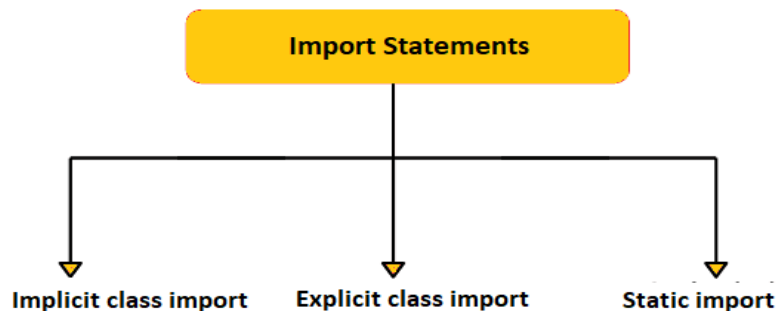 Import Statements
Implicit class import
Explicit class import
Static import